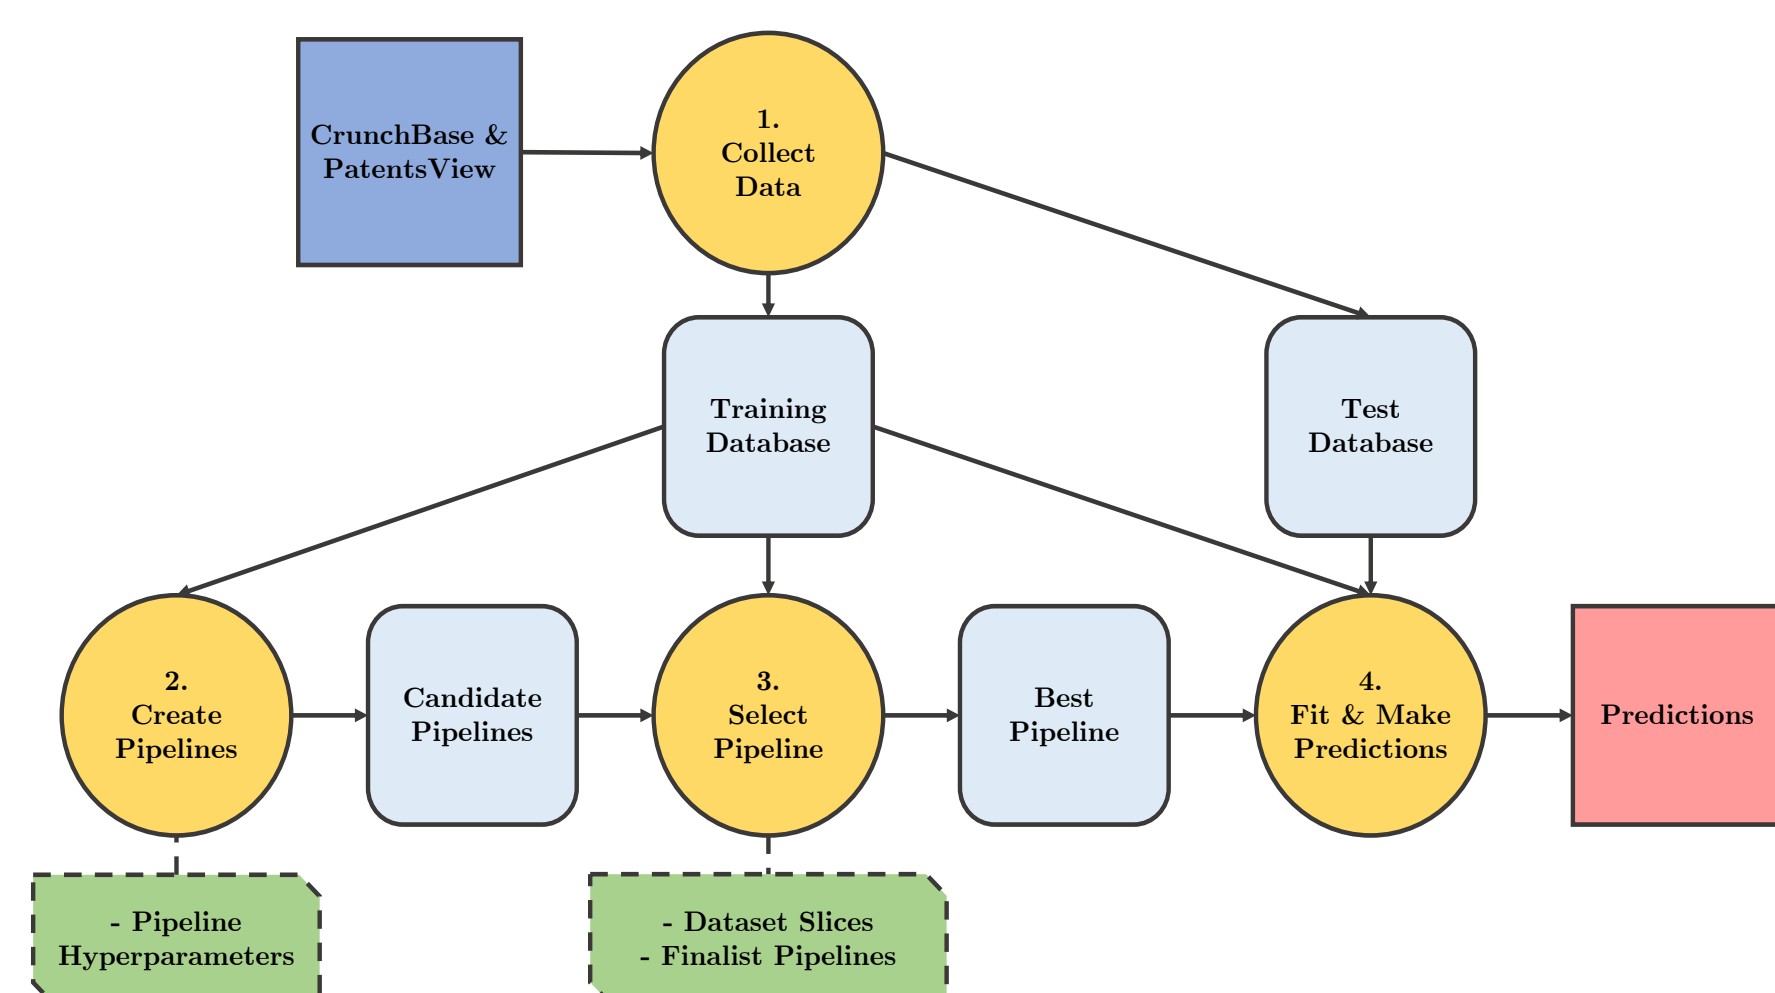 CrunchBase &
PatentsView
1.
Collect
Data
Training
Database
Test
Database
2.
Create
Pipelines
Candidate
Pipelines
3.
Select
Pipeline
Best
Pipeline
4.
Fit & Make
Predictions
Predictions
- Pipeline
Hyperparameters
- Dataset Slices
- Finalist Pipelines